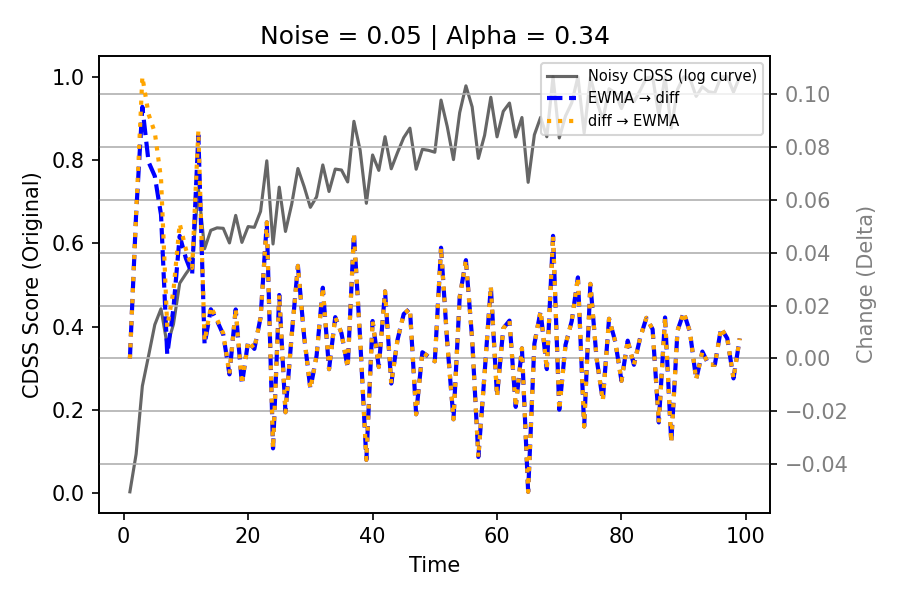 Noise = 0.05 | Alpha = 0.34
Noisy CDSS (log curve)
EWMA → diff
diff → EWMA
CDSS Score (Original)
1.0
0.8
0.6
0.4
0.2
0.0
0.10
0.08
0.06
0.04
0.02
0.00
−0.02
−0.04
Change (Delta)
0 20 40 60 80 100
Time